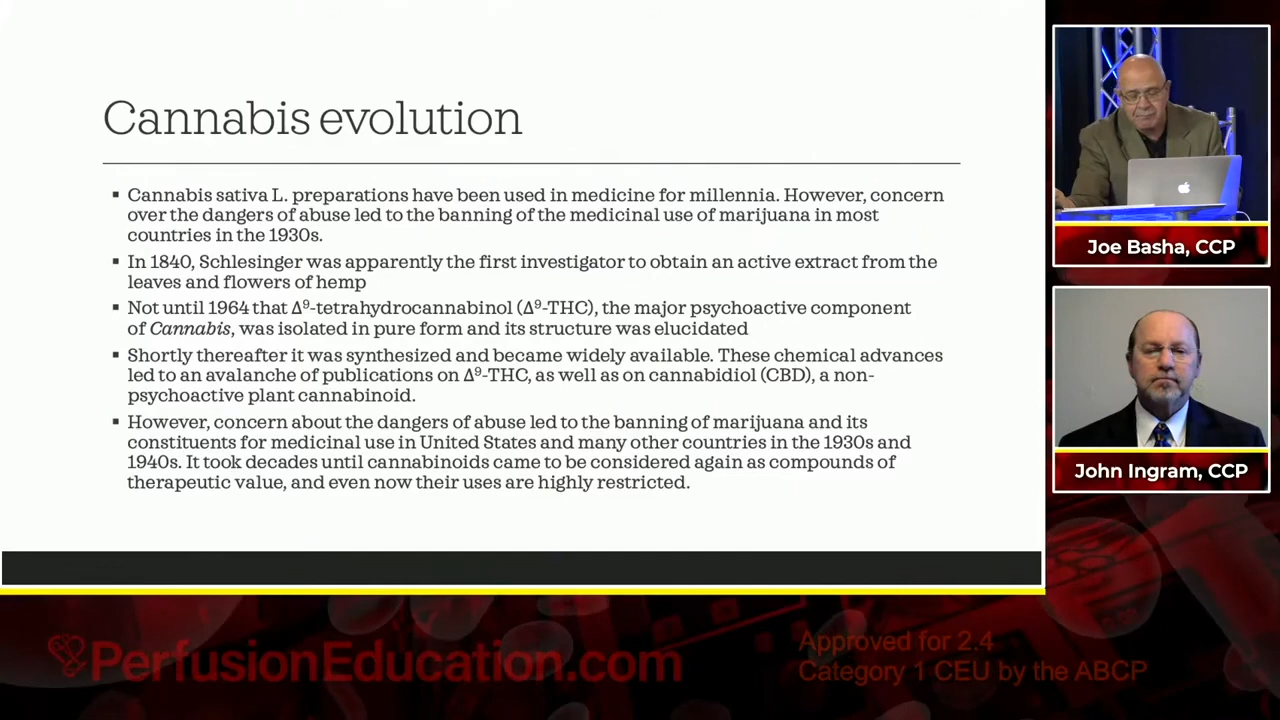 Cannabis evolution
▪ Cannabis sativa L. preparations have been used in medicine for millennia. However, concern
over the dangers of abuse led to the banning of the medicinal use of marijuana in most
countries in the 1930s.
▪ In 1840, Schlesinger was apparently the first investigator to obtain an active extract from the
leaves and flowers of hemp
▪ Not until 1964 that Δ⁹-tetrahydrocannabinol (Δ⁹-THC), the major psychoactive component
of Cannabis, was isolated in pure form and its structure was elucidated
▪ Shortly thereafter it was synthesized and became widely available. These chemical advances
led to an avalanche of publications on Δ⁹-THC, as well as on cannabidiol (CBD), a non-
psychoactive plant cannabinoid.
▪ However, concern about the dangers of abuse led to the banning of marijuana and its
constituents for medicinal use in United States and many other countries in the 1930s and
1940s. It took decades until cannabinoids came to be considered again as compounds of
therapeutic value, and even now their uses are highly restricted.
Joe Basha, CCP
John Ingram, CCP
PerfusionEducation.com
Approved for 2.4
Category 1 CEU by the ABCP